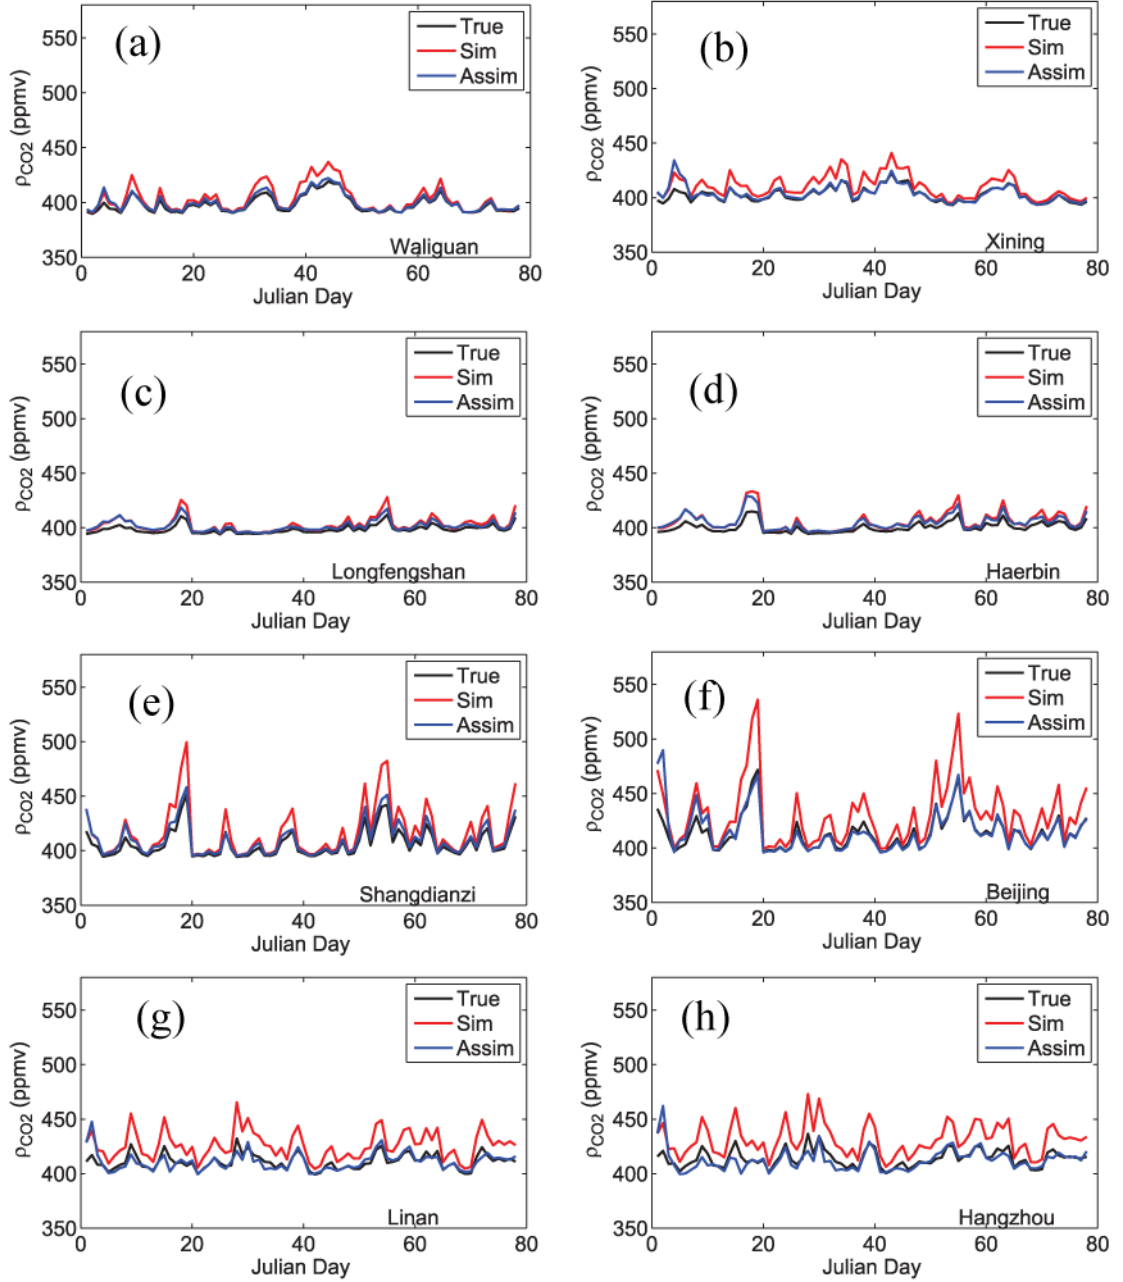 (a)
True
Sim
Assim
550
500
450
400
350
ρCO2 (ppmv)
Waliguan
0 20 40 60 80
Julian Day
(b)
True
Sim
Assim
550
500
450
400
350
ρCO2 (ppmv)
Xining
0 20 40 60 80
Julian Day
(c)
True
Sim
Assim
550
500
450
400
350
ρCO2 (ppmv)
Longfengshan
0 20 40 60 80
Julian Day
(d)
True
Sim
Assim
550
500
450
400
350
ρCO2 (ppmv)
Haerbin
0 20 40 60 80
Julian Day
(e)
True
Sim
Assim
550
500
450
400
350
ρCO2 (ppmv)
Shangdianzi
0 20 40 60 80
Julian Day
(f)
True
Sim
Assim
550
500
450
400
350
ρCO2 (ppmv)
Beijing
0 20 40 60 80
Julian Day
(g)
True
Sim
Assim
550
500
450
400
350
ρCO2 (ppmv)
Linan
0 20 40 60 80
Julian Day
(h)
True
Sim
Assim
550
500
450
400
350
ρCO2 (ppmv)
Hangzhou
0 20 40 60 80
Julian Day